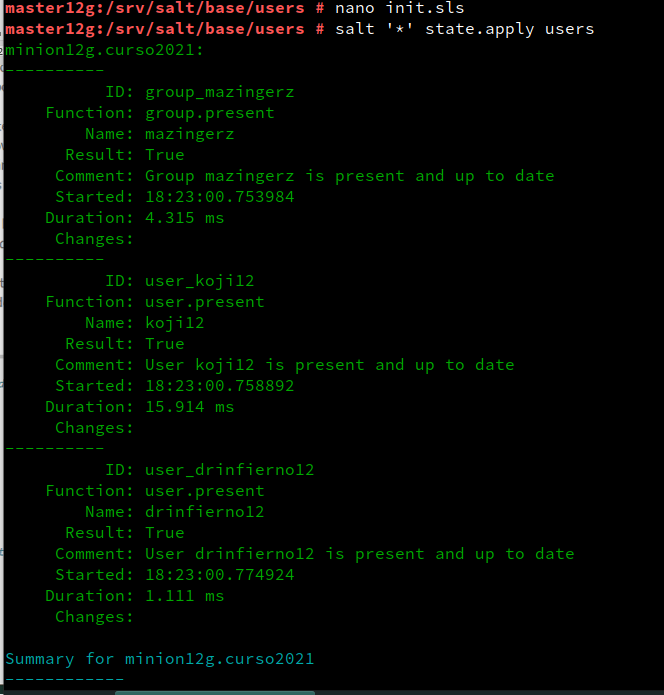 master12g:/srv/salt/base/users # nano init.sls
master12g:/srv/salt/base/users # salt '*' state.apply users
minion12g.curso2021:
----------
          ID: group_mazingerz
    Function: group.present
        Name: mazingerz
      Result: True
     Comment: Group mazingerz is present and up to date
     Started: 18:23:00.753984
    Duration: 4.315 ms
     Changes:
----------
          ID: user_koji12
    Function: user.present
        Name: koji12
      Result: True
     Comment: User koji12 is present and up to date
     Started: 18:23:00.758892
    Duration: 15.914 ms
     Changes:
----------
          ID: user_drinfierno12
    Function: user.present
        Name: drinfierno12
      Result: True
     Comment: User drinfierno12 is present and up to date
     Started: 18:23:00.774924
    Duration: 1.111 ms
     Changes:
Summary for minion12g.curso2021
------------